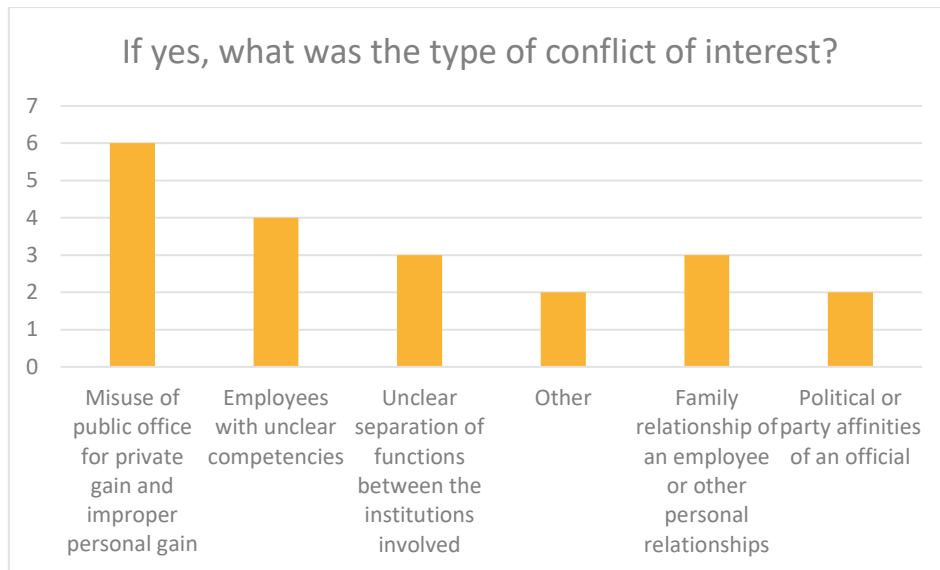 If yes, what was the type of conflict of interest?
7
6
5
4
3
2
1
0
Misuse of
public office
for private
gain and
improper
personal gain
Employees
with unclear
competencies
Unclear
separation of
functions
between the
institutions
involved
Other
Family
relationship of
an employee
or other
personal
relationships
Political or
party affinities
of an official